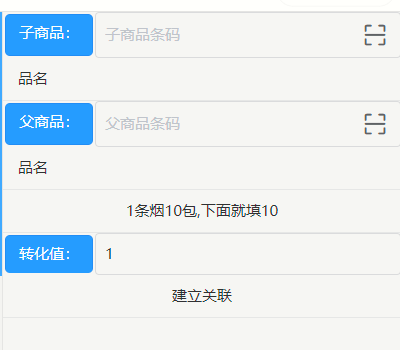 子商品： 子商品条码
品名
父商品： 父商品条码
品名
1条烟10包,下面就填10
转化值： 1
建立关联